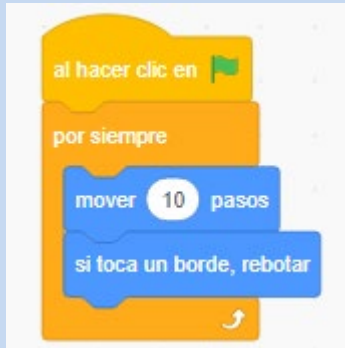 al hacer clic en
por siempre
mover 10 pasos
si toca un borde, rebotar